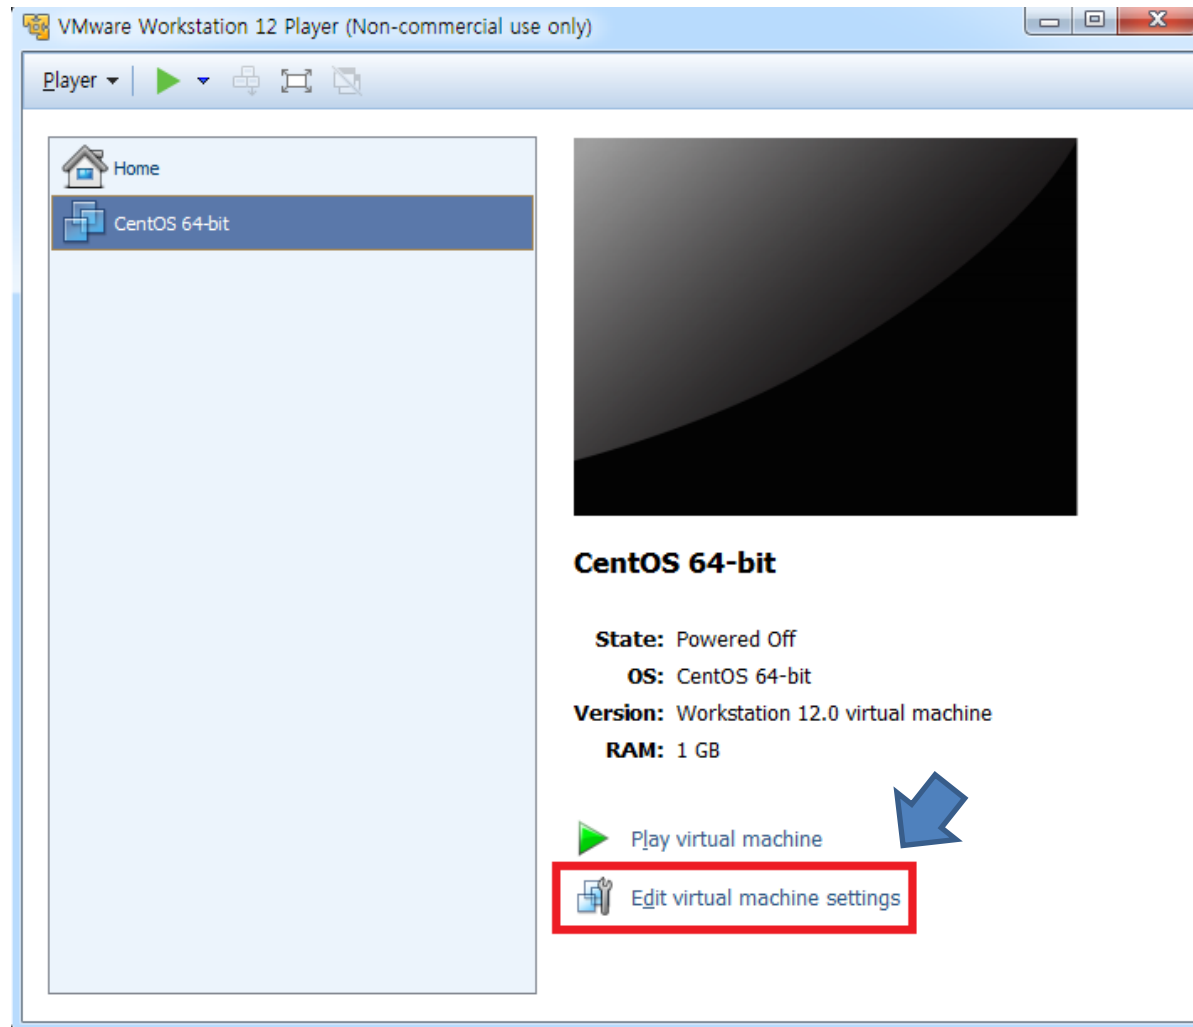 VMware Workstation 12 Player (Non-commercial use only)
Player
Home
CentOS 64-bit
CentOS 64-bit
State: Powered Off
OS: CentOS 64-bit
Version: Workstation 12.0 virtual machine
RAM: 1 GB
Play virtual machine
Edit virtual machine settings